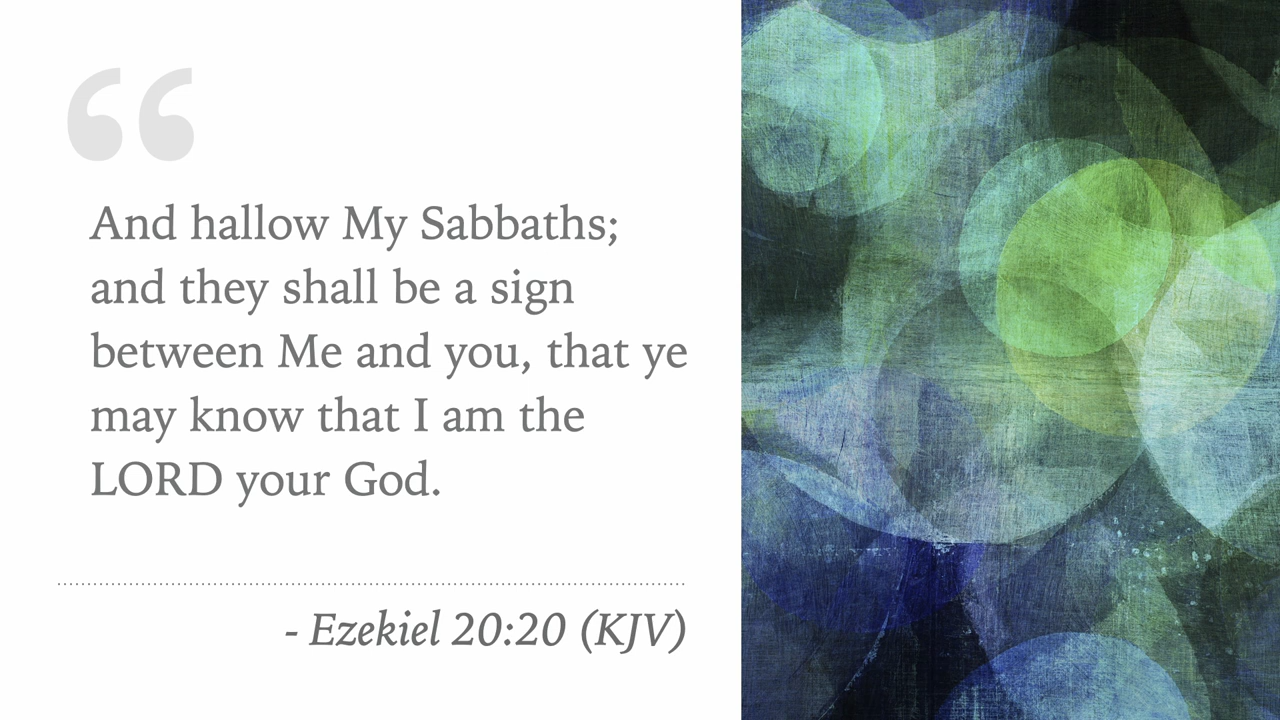 “
And hallow My Sabbaths;
and they shall be a sign
between Me and you, that ye
may know that I am the
LORD your God.
- Ezekiel 20:20 (KJV)